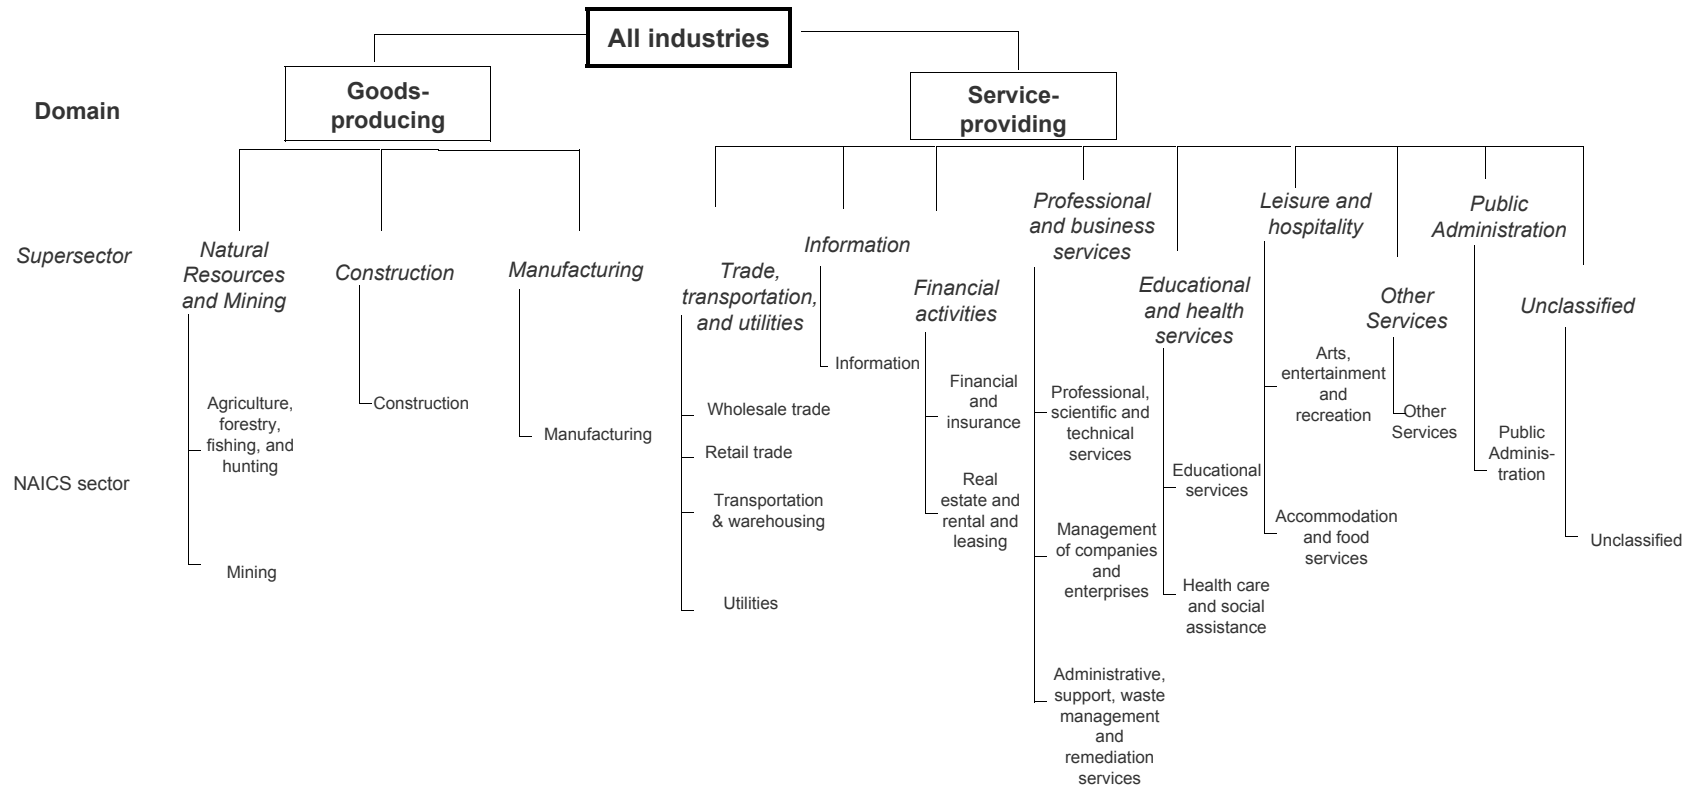 All industries
Domain
Goods-
producing
Service-
providing
Supersector
Natural
Resources
and Mining
Construction
Manufacturing
Trade,
transportation,
and utilities
Information
Financial
activities
Professional
and business
services
Educational
and health
services
Leisure and
hospitality
Other
Services
Public
Administration
Unclassified
NAICS sector
Agriculture,
forestry,
fishing, and
hunting
Mining
Construction
Manufacturing
Wholesale trade
Retail trade
Transportation
& warehousing
Utilities
Information
Financial
and
insurance
Real
estate and
rental and
leasing
Professional,
scientific and
technical
services
Management
of companies
and
enterprises
Administrative,
support, waste
management
and
remediation
services
Educational
services
Health care
and social
assistance
Arts,
entertainment
and
recreation
Accommodation
and food
services
Other
Services
Public
Adminis-
tration
Unclassified